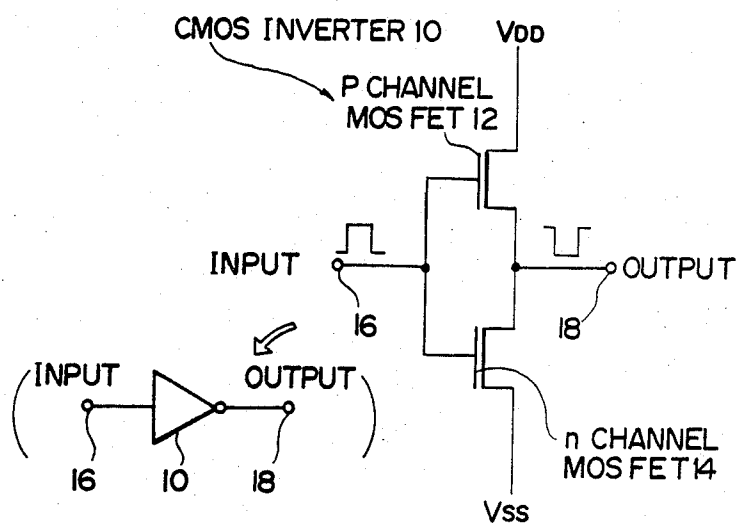 CMOS INVERTER 10
VDD
P CHANNEL
MOS FET 12
INPUT
OUTPUT
16
18
INPUT
OUTPUT
16
10
18
n CHANNEL
MOS FET 14
VSS